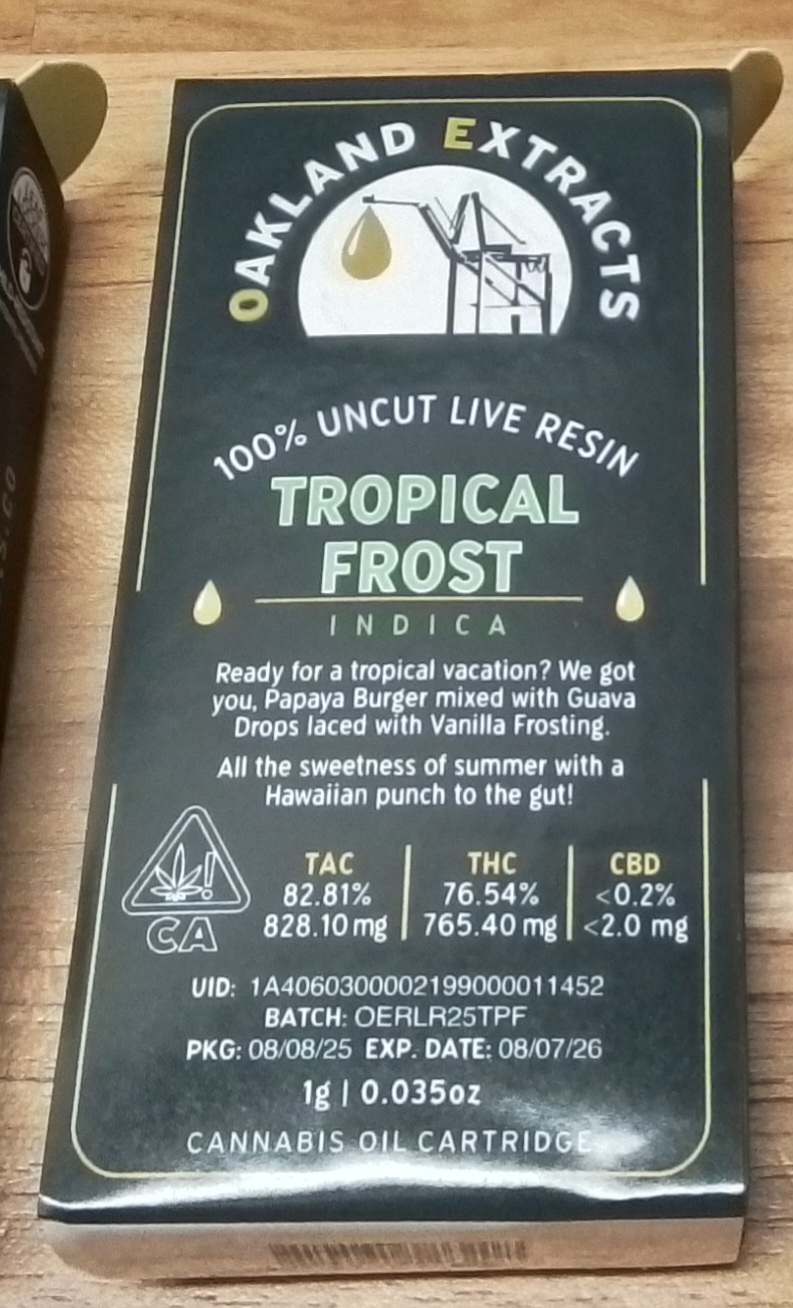 OAKLAND EXTRACTS
100% UNCUT LIVE RESIN
TROPICAL
FROST
INDICA
Ready for a tropical vacation? We got
you, Papaya Burger mixed with Guava
Drops laced with Vanilla Frosting.
All the sweetness of summer with a
Hawaiian punch to the gut!
TAC THC CBD
82.81% 76.54% <0.2%
828.10mg 765.40 mg <2.0 mg
CA
UID: 1A4060300002199000011452
BATCH: OERLR25TPF
PKG: 08/08/25 EXP. DATE: 08/07/26
1g | 0.035oz
CANNABIS OIL CARTRIDGE